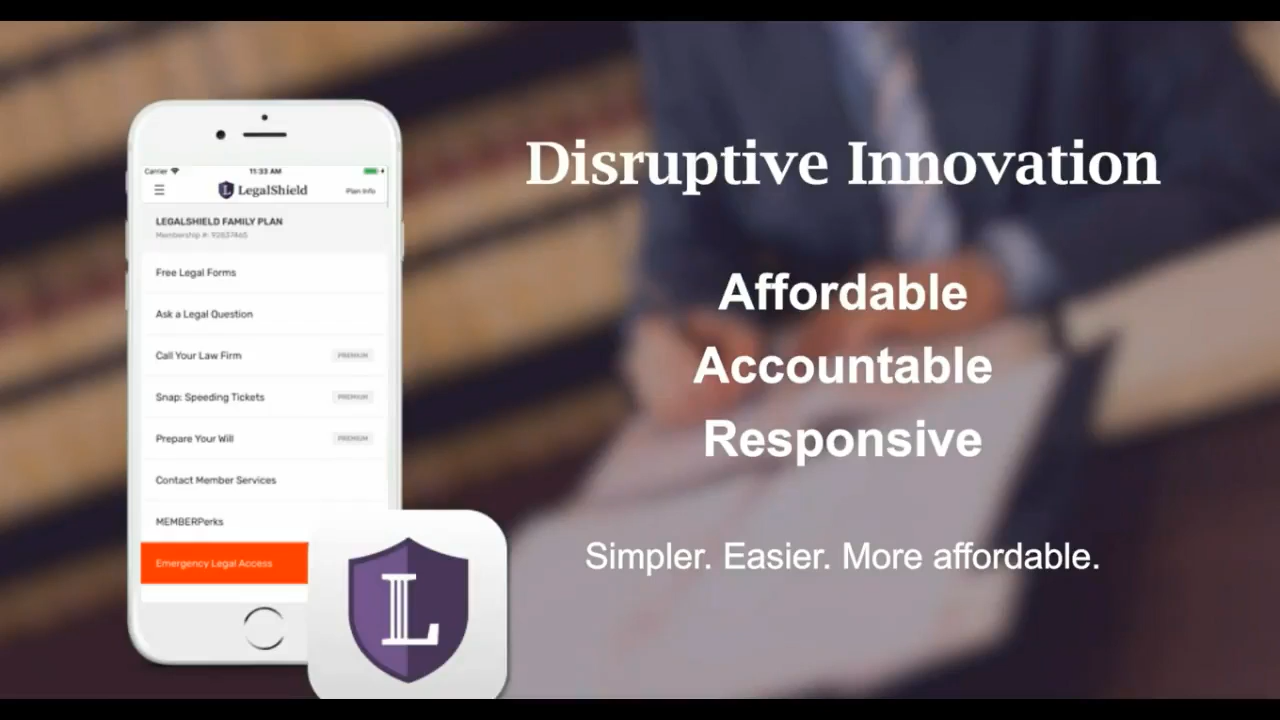 Carrier
11:33 AM
LegalShield
Plan Info
LEGALSHIELD FAMILY PLAN
Membership #: 92837465
Free Legal Forms
Ask a Legal Question
Call Your Law Firm
PREMIUM
Snap: Speeding Tickets
PREMIUM
Prepare Your Will
PREMIUM
Contact Member Services
MEMBERPerks
Emergency Legal Access
L
Disruptive Innovation
Affordable
Accountable
Responsive
Simpler. Easier. More affordable.